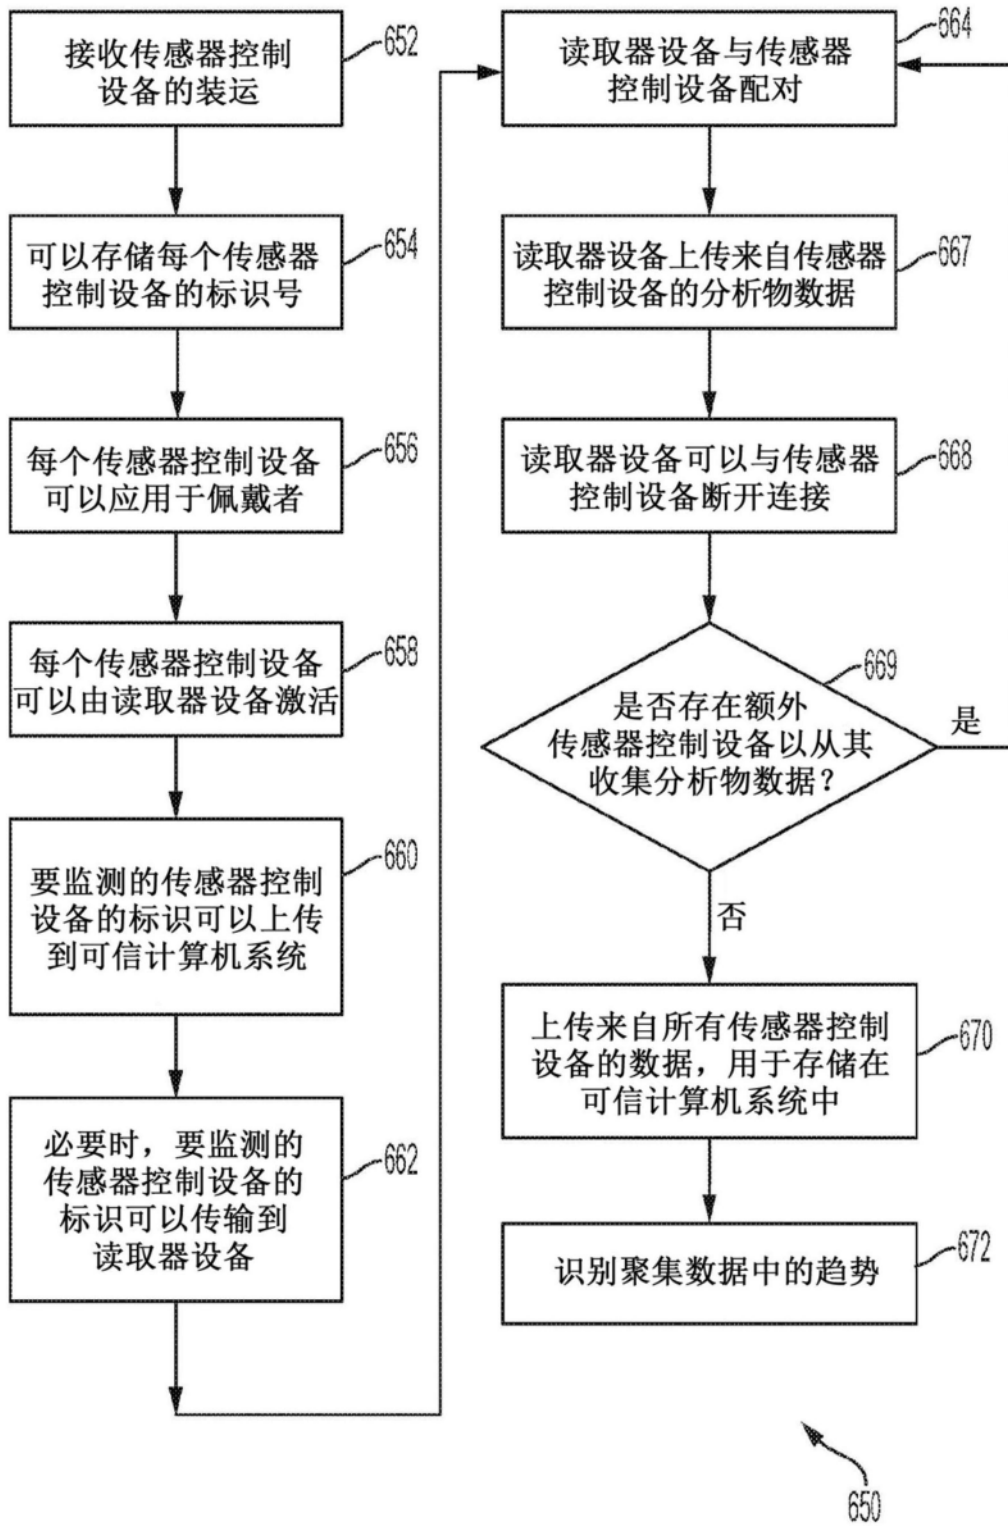 接收传感器控制
设备的装运
652
可以存储每个传感器
控制设备的标识号
654
每个传感器控制设备
可以应用于佩戴者
656
每个传感器控制设备
可以由读取器设备激活
658
要监测的传感器控制
设备的标识可以上传
到可信计算机系统
660
必要时，要监测的
传感器控制设备的
标识可以传输到
读取器设备
662
读取器设备与传感器
控制设备配对
664
读取器设备上传来自传感器
控制设备的分析物数据
667
读取器设备可以与传感器
控制设备断开连接
668
是否存在额外
传感器控制设备以从其
收集分析物数据？
669
是
否
上传来自所有传感器控制
设备的数据，用于存储在
可信计算机系统中
670
识别聚集数据中的趋势
672
650